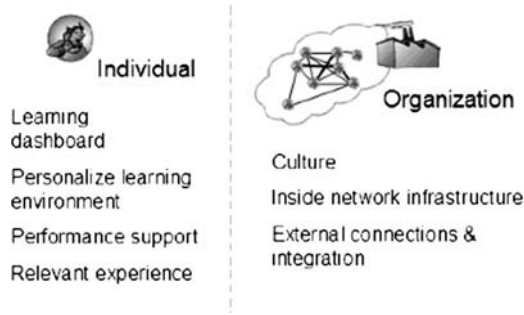 Individual
Learning
dashboard
Personalize learning
environment
Performance support
Relevant experience
Organization
Culture
Inside network infrastructure
External connections &
integration